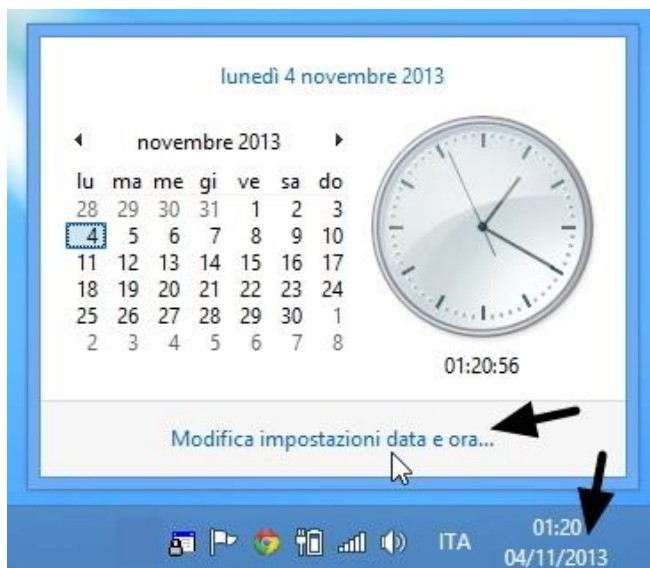 lunedì 4 novembre 2013
novembre 2013
lu ma me gi ve sa do
28 29 30 31 1 2 3
4 5 6 7 8 9 10
11 12 13 14 15 16 17
18 19 20 21 22 23 24
25 26 27 28 29 30 1
2 3 4 5 6 7 8
01:20:56
Modifica impostazioni data e ora...
ITA
01:20
04/11/2013